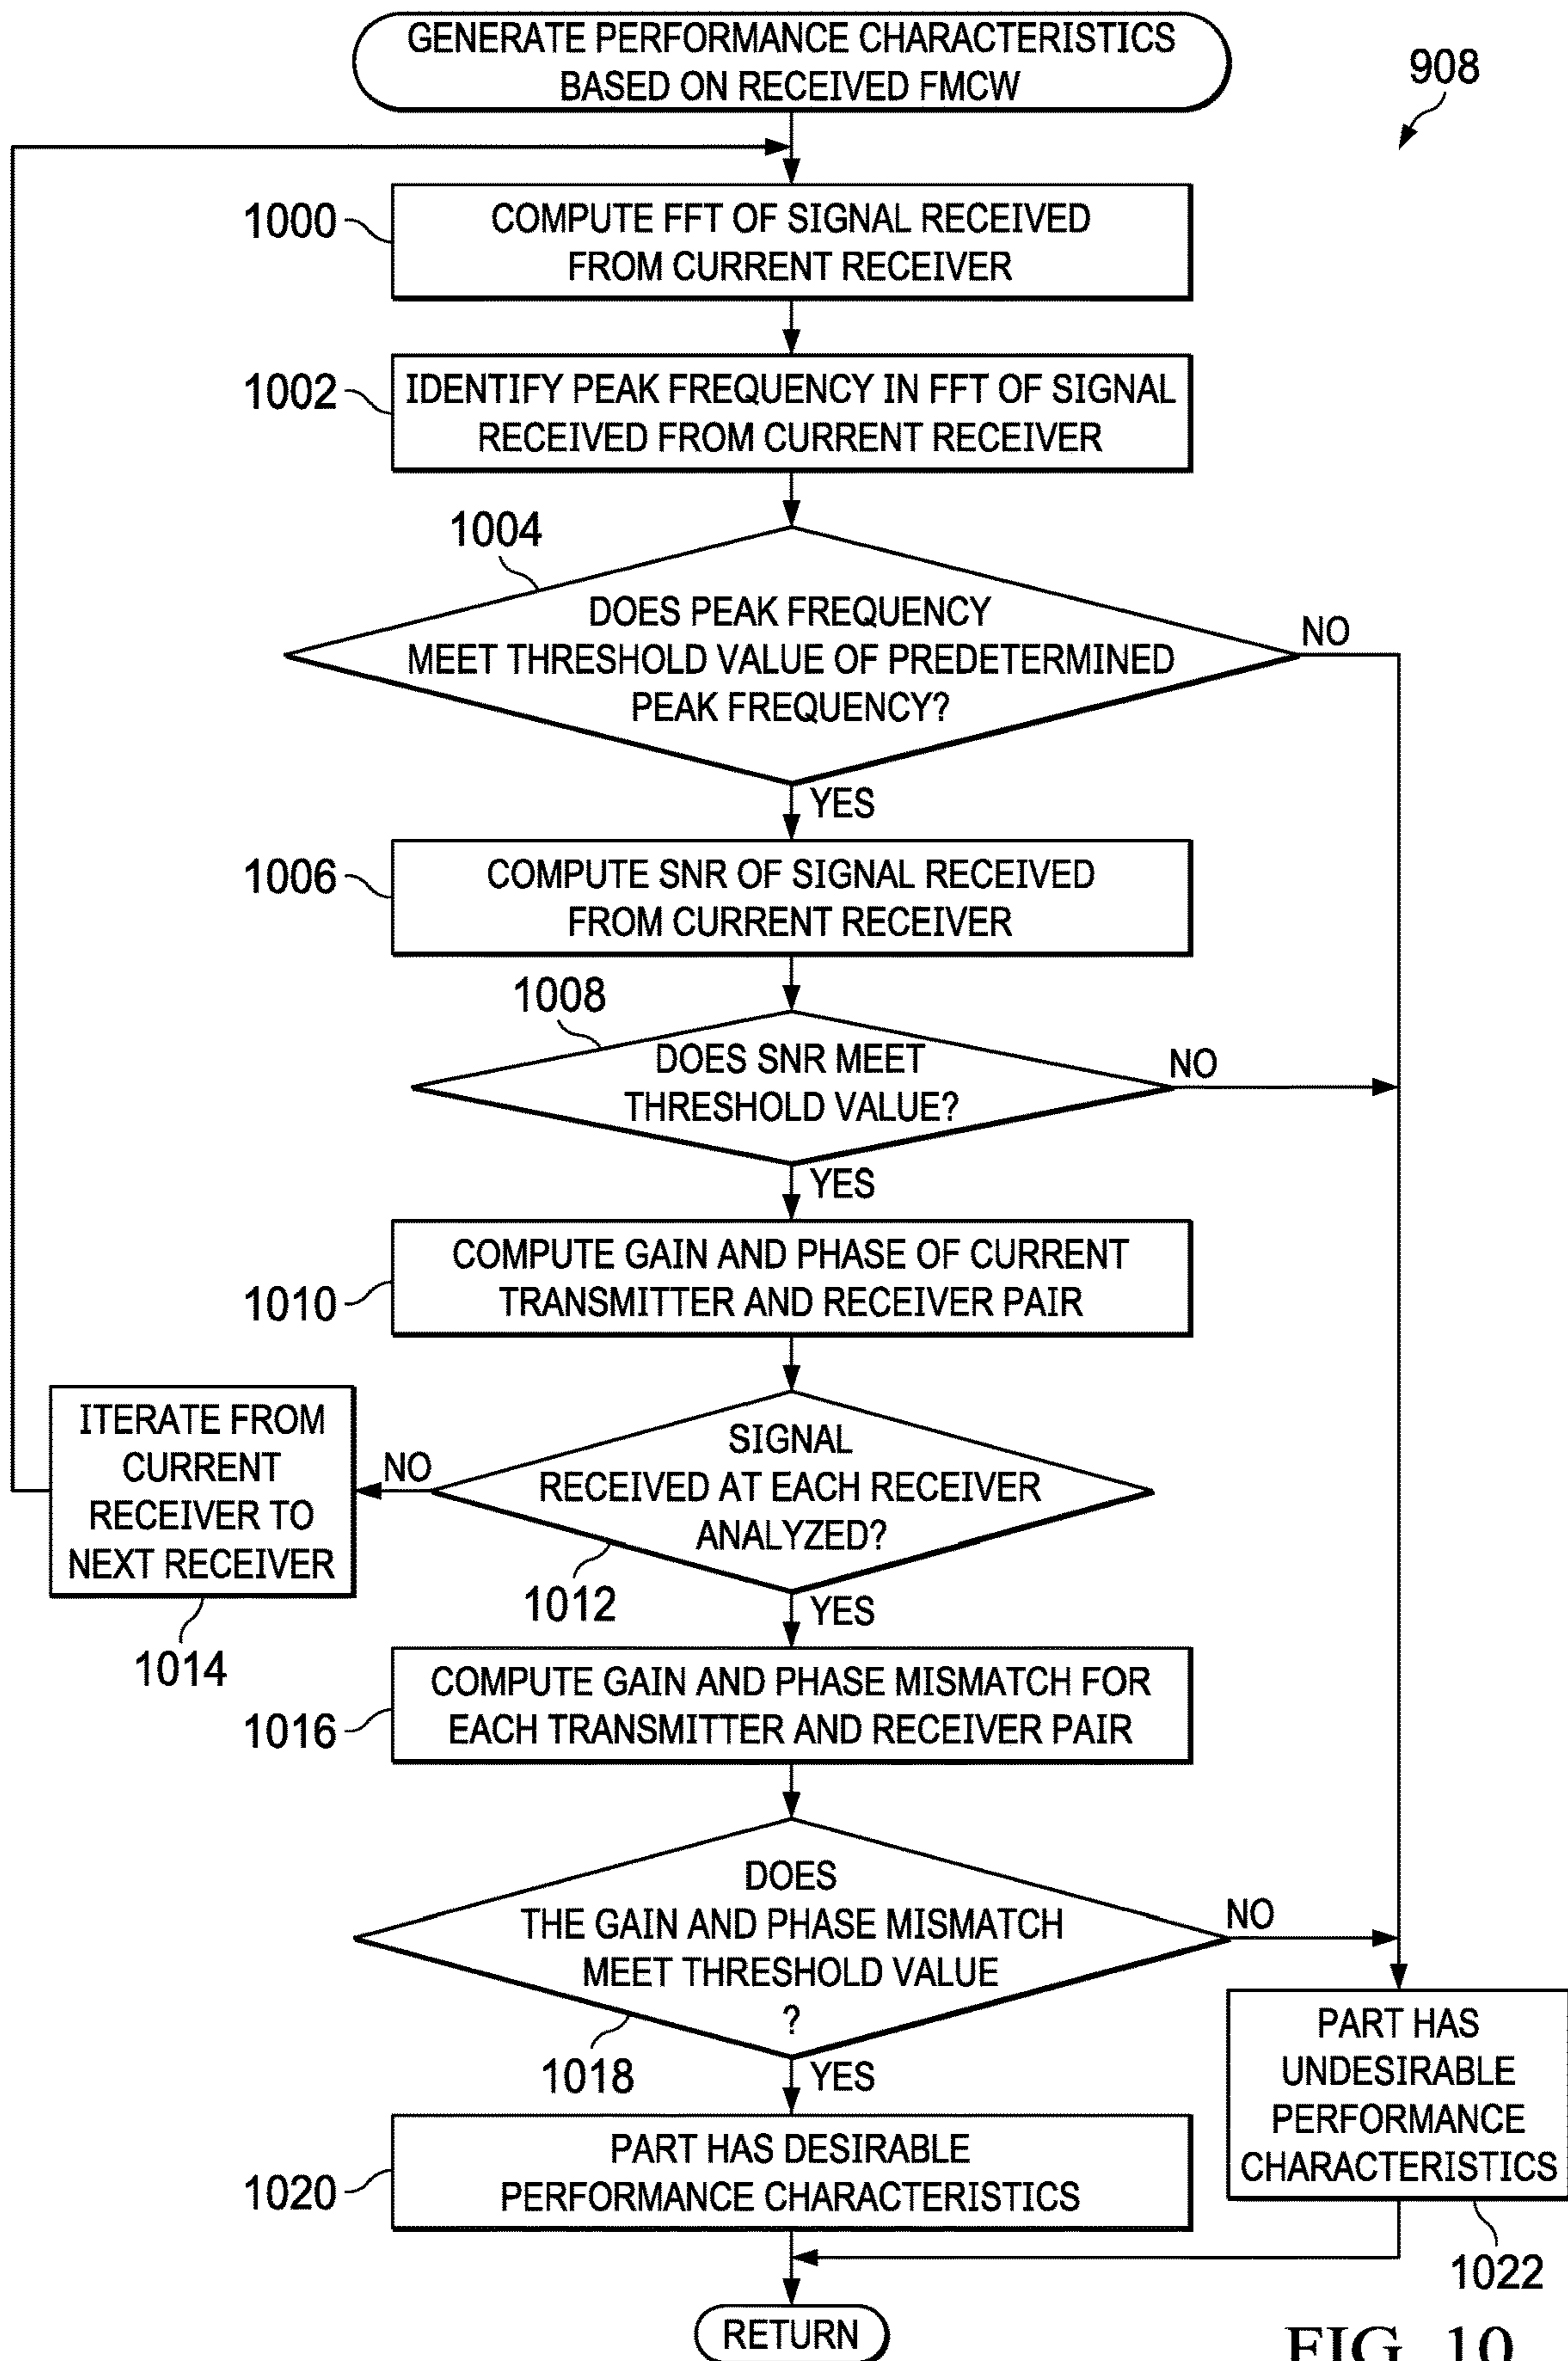 GENERATE PERFORMANCE CHARACTERISTICS
BASED ON RECEIVED FMCW
908
1000
COMPUTE FFT OF SIGNAL RECEIVED
FROM CURRENT RECEIVER
1002
IDENTIFY PEAK FREQUENCY IN FFT OF SIGNAL
RECEIVED FROM CURRENT RECEIVER
1004
DOES PEAK FREQUENCY
MEET THRESHOLD VALUE OF PREDETERMINED
PEAK FREQUENCY?
NO
YES
1006
COMPUTE SNR OF SIGNAL RECEIVED
FROM CURRENT RECEIVER
1008
DOES SNR MEET
THRESHOLD VALUE?
NO
YES
1010
COMPUTE GAIN AND PHASE OF CURRENT
TRANSMITTER AND RECEIVER PAIR
SIGNAL
RECEIVED AT EACH RECEIVER
ANALYZED?
1012
NO
ITERATE FROM
CURRENT
RECEIVER TO
NEXT RECEIVER
1014
YES
1016
COMPUTE GAIN AND PHASE MISMATCH FOR
EACH TRANSMITTER AND RECEIVER PAIR
DOES
THE GAIN AND PHASE MISMATCH
MEET THRESHOLD VALUE
?
1018
NO
YES
1020
PART HAS DESIRABLE
PERFORMANCE CHARACTERISTICS
PART HAS
UNDESIRABLE
PERFORMANCE
CHARACTERISTICS
1022
RETURN
FIG. 10